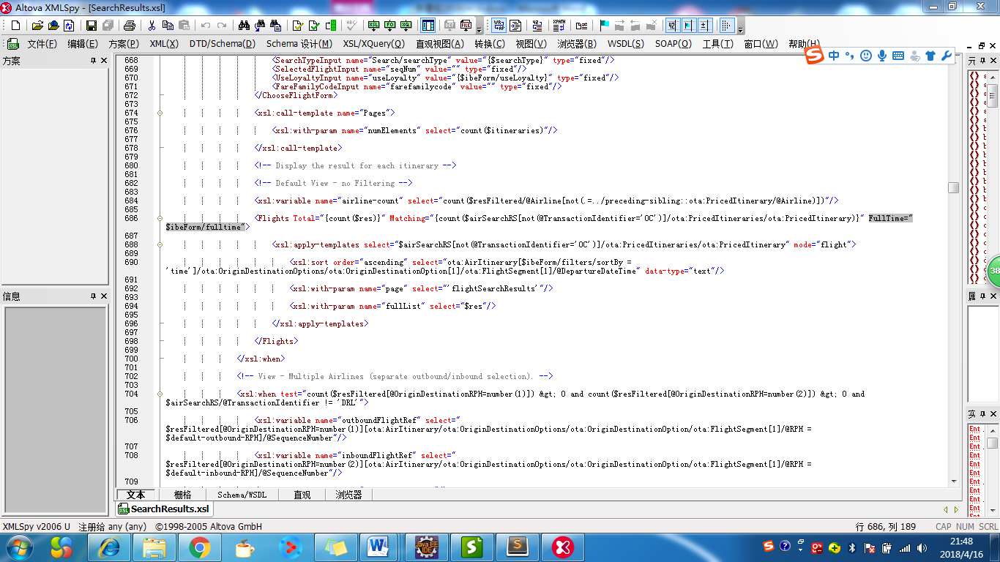 Altova XMLSpy - [SearchResults.xsl]
文件(F) 编辑(E) 方案(P) XML(X) DTD/Schema(D) Schema 设计(M) XSL/XQuery(Q) 直观视图(A) 转换(C) 视图(V) 浏览器(B) WSDL(S) SOAP(O) 工具(T) 窗口(W) 帮助(H)
中
方案
元
668 <SearchTypeInput name="Search/searchType" value="{$searchType}" type="fixed"/>
669 <SelectedFlightInput name="seqNum" value="" type="fixed"/>
670 <UseLoyaltyInput name="useLoyalty" value="{$ibeForm/useLoyalty}" type="fixed"/>
671 <FareFamilyCodeInput name="farefamilycode" value="" type="fixed"/>
672 </ChooseFlightForm>
673
674 <xsl:call-template name="Pages">
675
676 <xsl:with-param name="numElements" select="count($itineraries)"/>
677
678 </xsl:call-template>
679
680 <!-- Display the result for each itinerary -->
681
682 <!-- Default View - no Filtering -->
683
684 <xsl:variable name="airline-count" select="count($resFiltered/@Airline[not(.=../preceding-sibling::ota:PricedItinerary/@Airline)])"/>
685
686 <Flights Total="{count($res)}" Matching="{count($airSearchRS[not(@TransactionIdentifier='OC')]/ota:PricedItineraries/ota:PricedItinerary)}" FullTime="
$ibeForm/fulltime">
687
688 <xsl:apply-templates select="$airSearchRS[not(@TransactionIdentifier='OC')]/ota:PricedItineraries/ota:PricedItinerary" mode="flight">
689
690 <xsl:sort order="ascending" select="ota:AirItinerary[$ibeForm/filters/sortBy =
'time']/ota:OriginDestinationOptions/ota:OriginDestinationOption[1]/ota:FlightSegment[1]/@DepartureDateTime" data-type="text"/>
691
692 <xsl:with-param name="page" select="'flightSearchResults'"/>
693
694 <xsl:with-param name="fullList" select="$res"/>
695
696 </xsl:apply-templates>
697
698 </Flights>
699
700 </xsl:when>
701
702 <!-- View - Multiple Airlines (separate outbound/inbound selection). -->
703
704 <xsl:when test="count($resFiltered[@OriginDestinationRPH=number(1)]) &gt; 0 and count($resFiltered[@OriginDestinationRPH=number(2)]) &gt; 0 and
$airSearchRS/@TransactionIdentifier != 'DRL'">
705
706 <xsl:variable name="outboundFlightRef" select="
$resFiltered[@OriginDestinationRPH=number(1)][ota:AirItinerary/ota:OriginDestinationOptions/ota:OriginDestinationOption/ota:FlightSegment[1]/@RPH =
$default-outbound-RPH]/@SequenceNumber"/>
707
708 <xsl:variable name="inboundFlightRef" select="
$resFiltered[@OriginDestinationRPH=number(2)][ota:AirItinerary/ota:OriginDestinationOptions/ota:OriginDestinationOption/ota:FlightSegment[1]/@RPH =
$default-inbound-RPH]/@SequenceNumber"/>
709
38
信息
属
实
Ent
Ent
Ent
Ent
Ent
Ent
Ent
Ent
Ent
Ent
文本 栅格 Schema/WSDL 直观 浏览器
SearchResults.xsl
XMLSpy v2006 U 注册给 any (any) ©1998-2005 Altova GmbH 行 686, 列 189 CAP NUM SCRL
Java EE
IDE
21:48
2018/4/16